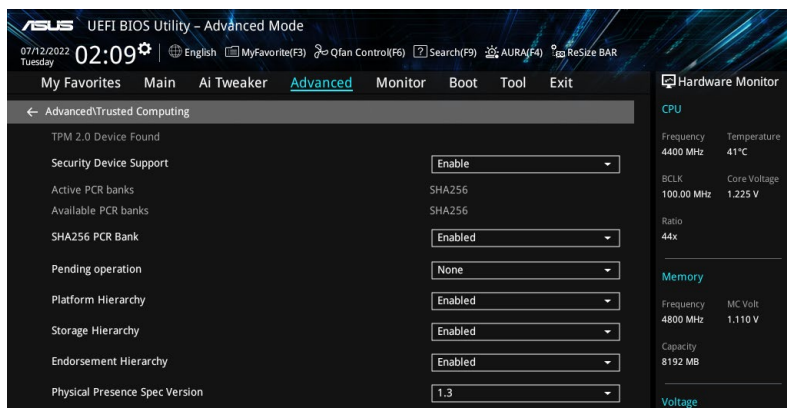 ASUS UEFI BIOS Utility – Advanced Mode
07/12/2022 Tuesday 02:09 English MyFavorite(F3) Qfan Control(F6) ? Search(F9) AURA(F4) ReSize BAR
My Favorites Main Ai Tweaker Advanced Monitor Boot Tool Exit
← Advanced\Trusted Computing
TPM 2.0 Device Found
Security Device Support Enable
Active PCR banks SHA256
Available PCR banks SHA256
SHA256 PCR Bank Enabled
Pending operation None
Platform Hierarchy Enabled
Storage Hierarchy Enabled
Endorsement Hierarchy Enabled
Physical Presence Spec Version 1.3
Hardware Monitor
CPU
Frequency Temperature
4400 MHz 41°C
BCLK Core Voltage
100.00 MHz 1.225 V
Ratio
44x
Memory
Frequency MC Volt
4800 MHz 1.110 V
Capacity
8192 MB
Voltage